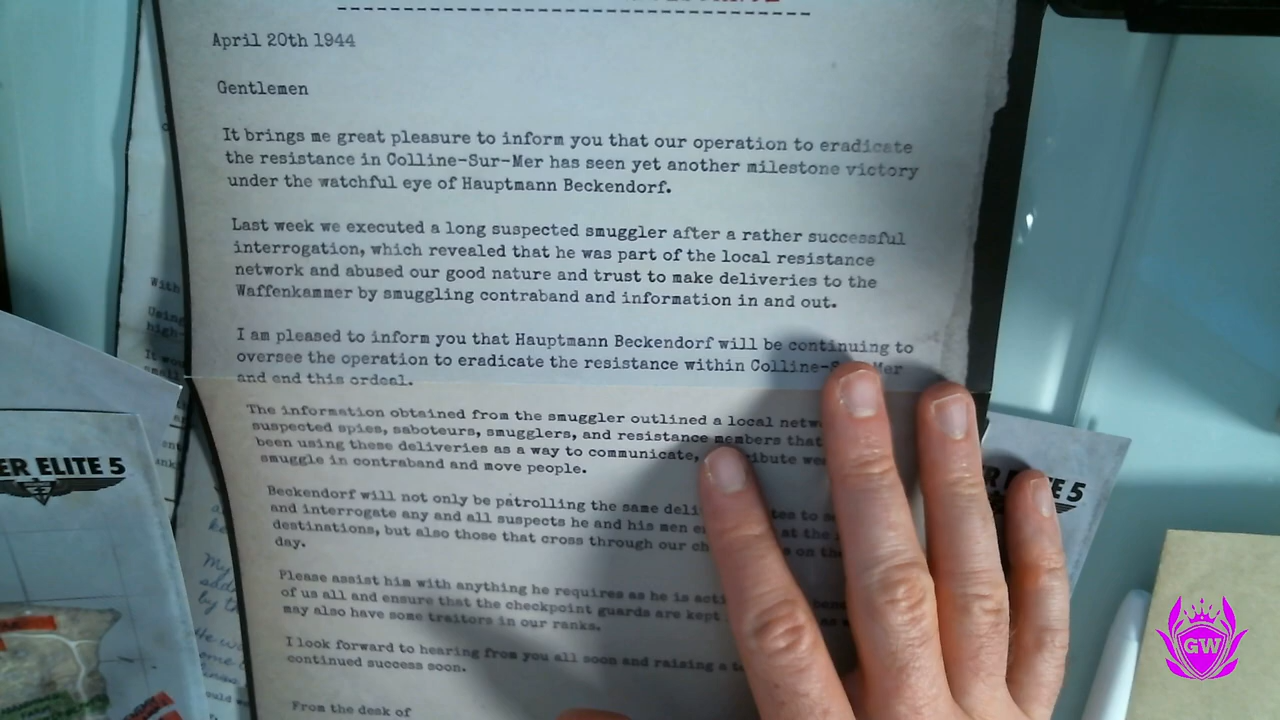 April 20th 1944
Gentlemen
It brings me great pleasure to inform you that our operation to eradicate
the resistance in Colline-Sur-Mer has seen yet another milestone victory
under the watchful eye of Hauptmann Beckendorf.
Last week we executed a long suspected smuggler after a rather successful
interrogation, which revealed that he was part of the local resistance
network and abused our good nature and trust to make deliveries to the
Waffenkammer by smuggling contraband and information in and out.
I am pleased to inform you that Hauptmann Beckendorf will be continuing to
oversee the operation to eradicate the resistance within Mer
and end this ordeal.
The information obtained from the smuggler outlined a local
suspected spies, saboteurs, smugglers, and resistance members that
been using these deliveries as a way to communicate,
smuggle in contraband and move people.
Beckendorf will not only be patrolling the same
and interrogate any and all suspects he and his men at the
destinations, but also those that cross through our on
day.
Please assist him with anything he requires as he is
of us all and ensure that the checkpoint guards are kept
may also have some traitors in our ranks.
I look forward to hearing from you all soon and raising a
continued success soon.
From the desk of
ELITE 5
5
GW